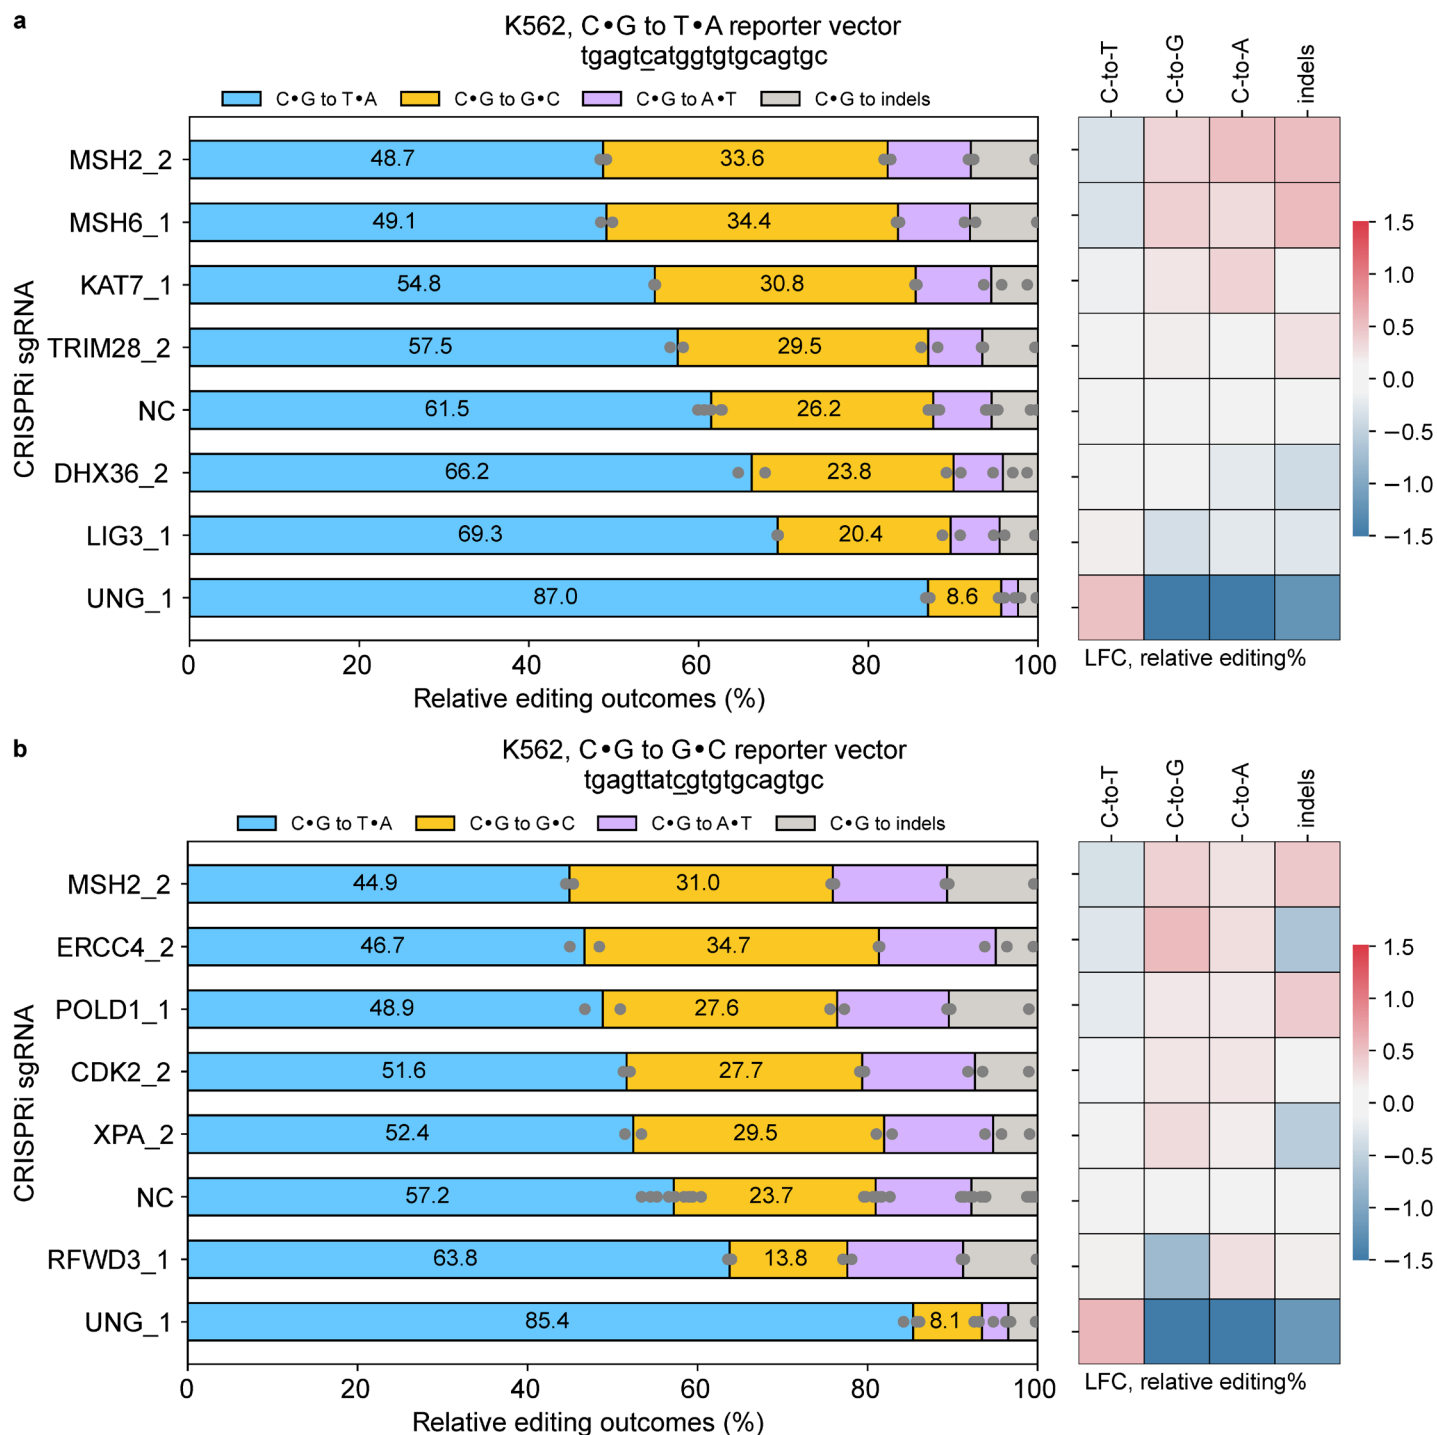 a
K562, C•G to T•A reporter vector
tgagtcatggtgtgcagtgc
C•G to T•A C•G to G•C C•G to A•T C•G to indels
C-to-T C-to-G C-to-A indels
CRISPRi sgRNA
MSH2_2 48.7 33.6
MSH6_1 49.1 34.4
KAT7_1 54.8 30.8
TRIM28_2 57.5 29.5
NC 61.5 26.2
DHX36_2 66.2 23.8
LIG3_1 69.3 20.4
UNG_1 87.0 8.6
0 20 40 60 80 100
Relative editing outcomes (%)
LFC, relative editing%
1.5
1.0
0.5
0.0
−0.5
−1.0
−1.5
b
K562, C•G to G•C reporter vector
tgagttatcgtgtgcagtgc
C•G to T•A C•G to G•C C•G to A•T C•G to indels
C-to-T C-to-G C-to-A indels
CRISPRi sgRNA
MSH2_2 44.9 31.0
ERCC4_2 46.7 34.7
POLD1_1 48.9 27.6
CDK2_2 51.6 27.7
XPA_2 52.4 29.5
NC 57.2 23.7
RFWD3_1 63.8 13.8
UNG_1 85.4 8.1
0 20 40 60 80 100
Relative editing outcomes (%)
LFC, relative editing%
1.5
1.0
0.5
0.0
−0.5
−1.0
−1.5